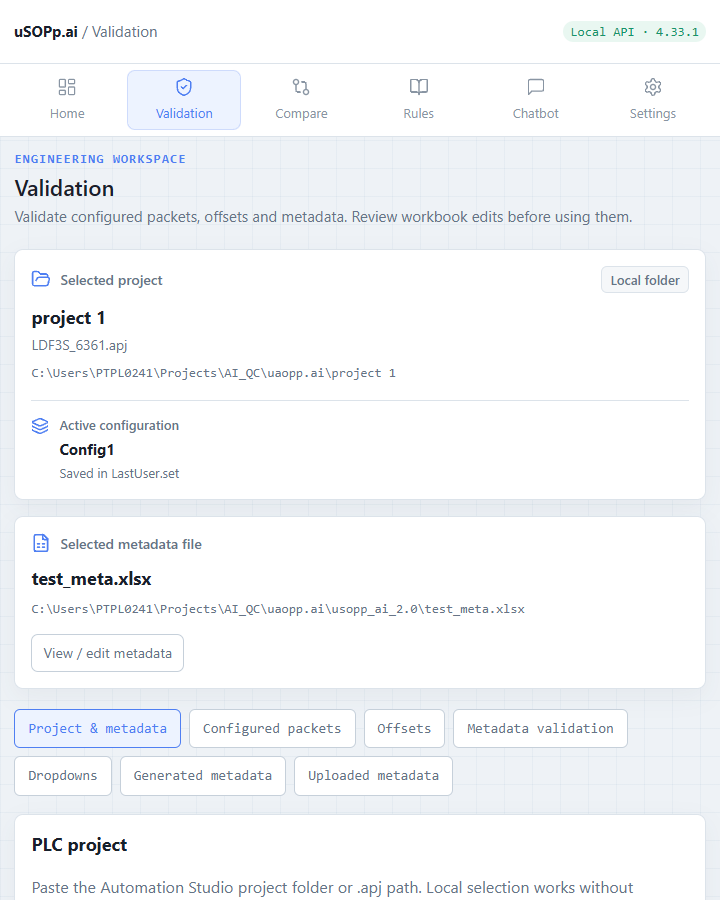 uSOPp.ai / Validation
Local API · 4.33.1
Home
Validation
Compare
Rules
Chatbot
Settings
ENGINEERING WORKSPACE
Validation
Validate configured packets, offsets and metadata. Review workbook edits before using them.
Selected project
Local folder
project 1
LDF3S_6361.apj
C:\Users\PTPL0241\Projects\AI_QC\uaopp.ai\project 1
Active configuration
Config1
Saved in LastUser.set
Selected metadata file
test_meta.xlsx
C:\Users\PTPL0241\Projects\AI_QC\uaopp.ai\usopp_ai_2.0\test_meta.xlsx
View / edit metadata
Project & metadata
Configured packets
Offsets
Metadata validation
Dropdowns
Generated metadata
Uploaded metadata
PLC project
Paste the Automation Studio project folder or .apj path. Local selection works without